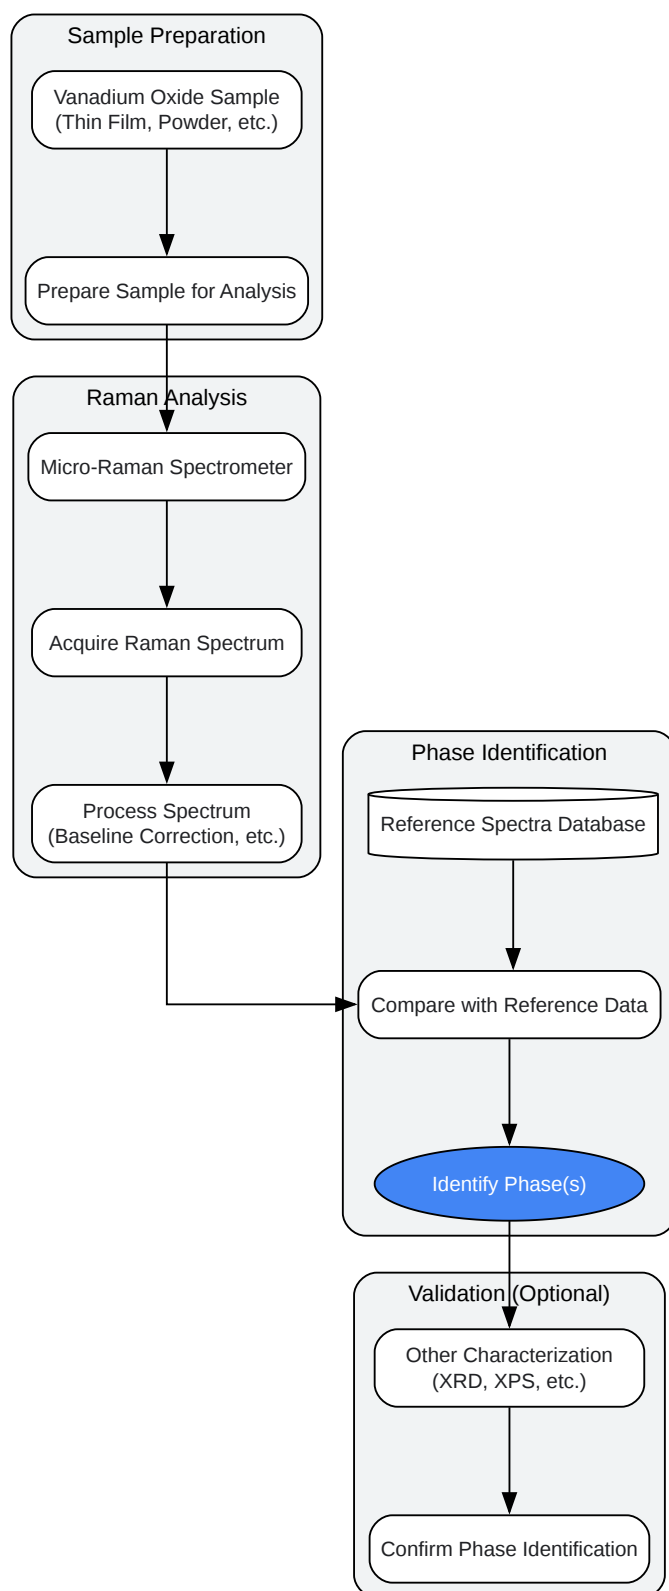 Sample Preparation
Vanadium Oxide Sample
(Thin Film, Powder, etc.)
Prepare Sample for Analysis
Raman Analysis
Micro-Raman Spectrometer
Acquire Raman Spectrum
Process Spectrum
(Baseline Correction, etc.)
Phase Identification
Reference Spectra Database
Compare with Reference Data
Identify Phase(s)
Validation (Optional)
Other Characterization
(XRD, XPS, etc.)
Confirm Phase Identification